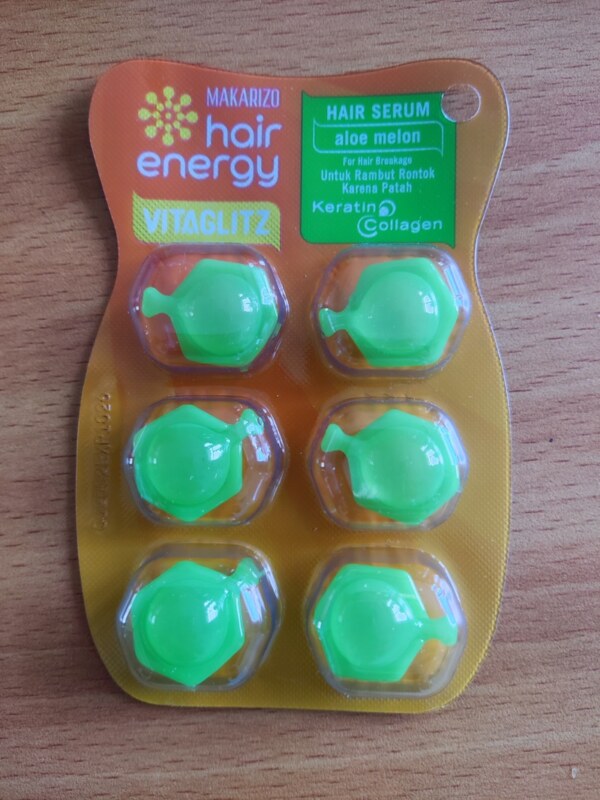 MAKARIZO
hair
energy
VITAGLITZ
HAIR SERUM
aloe melon
For Hair Breakage
Untuk Rambut Rontok
Karena Patah
Keratin
Collagen